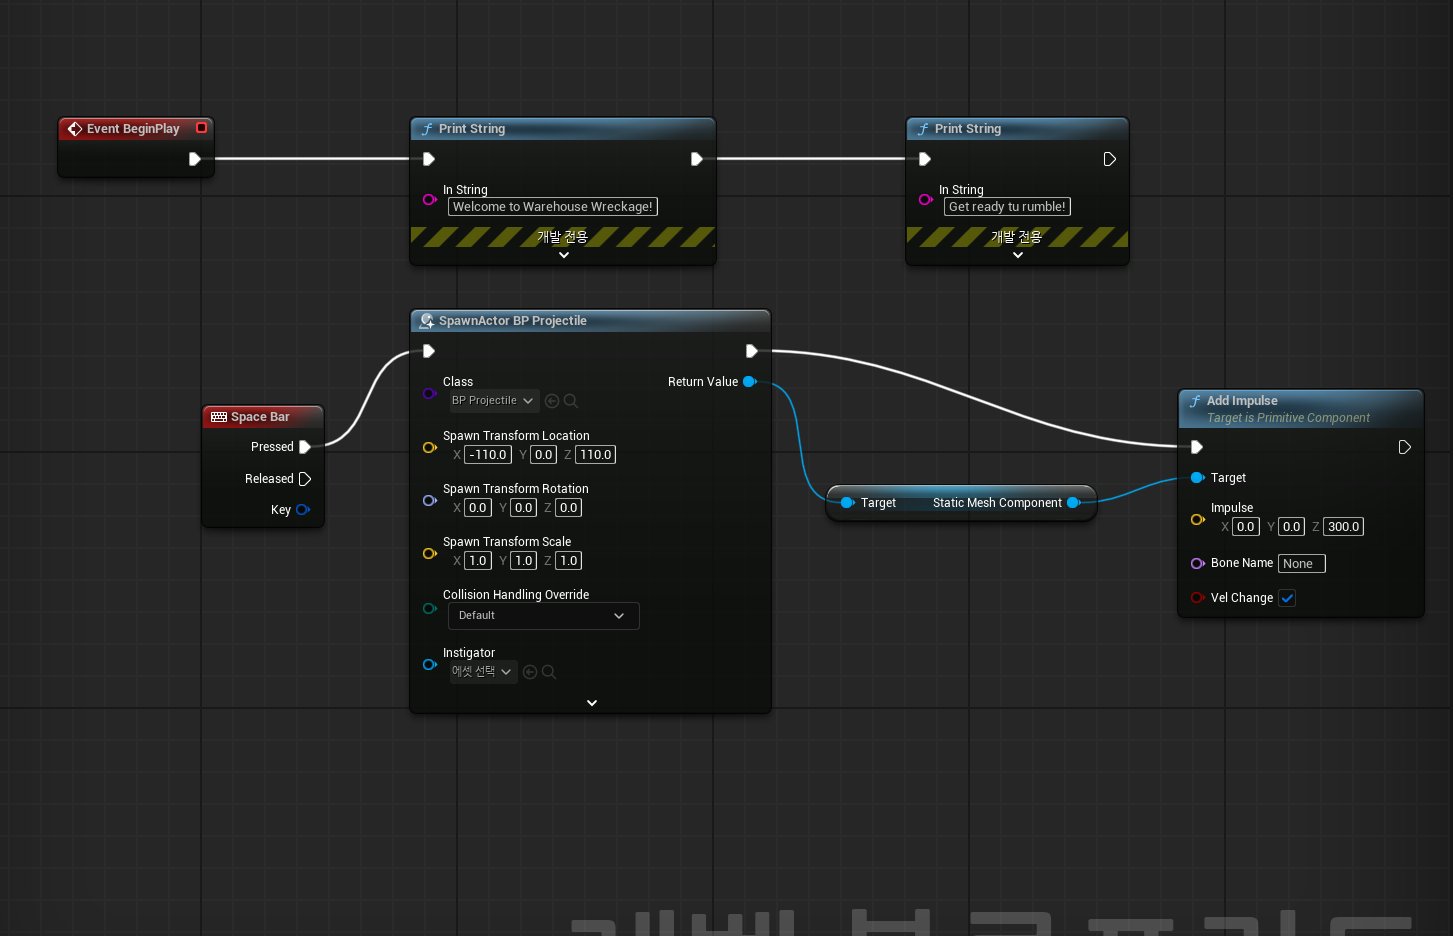 Event BeginPlay
Print String
In String
Welcome to Warehouse Wreckage!
개발 전용
Print String
In String
Get ready tu rumble!
개발 전용
Space Bar
Pressed
Released
Key
SpawnActor BP Projectile
Class
BP Projectile
Return Value
Spawn Transform Location
X -110.0 Y 0.0 Z 110.0
Spawn Transform Rotation
X 0.0 Y 0.0 Z 0.0
Spawn Transform Scale
X 1.0 Y 1.0 Z 1.0
Collision Handling Override
Default
Instigator
에셋 선택
Target Static Mesh Component
Add Impulse
Target is Primitive Component
Target
Impulse
X 0.0 Y 0.0 Z 300.0
Bone Name None
Vel Change